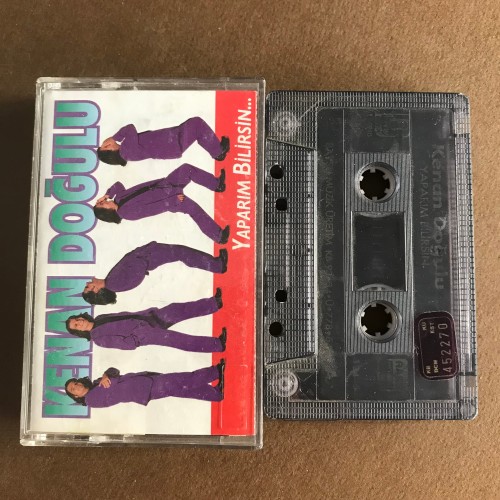 KENAN DOĞULU
YAPARIM BİLİRSİN...
Kenan Doğulu
YAPARIM BİLİRSİN
452270